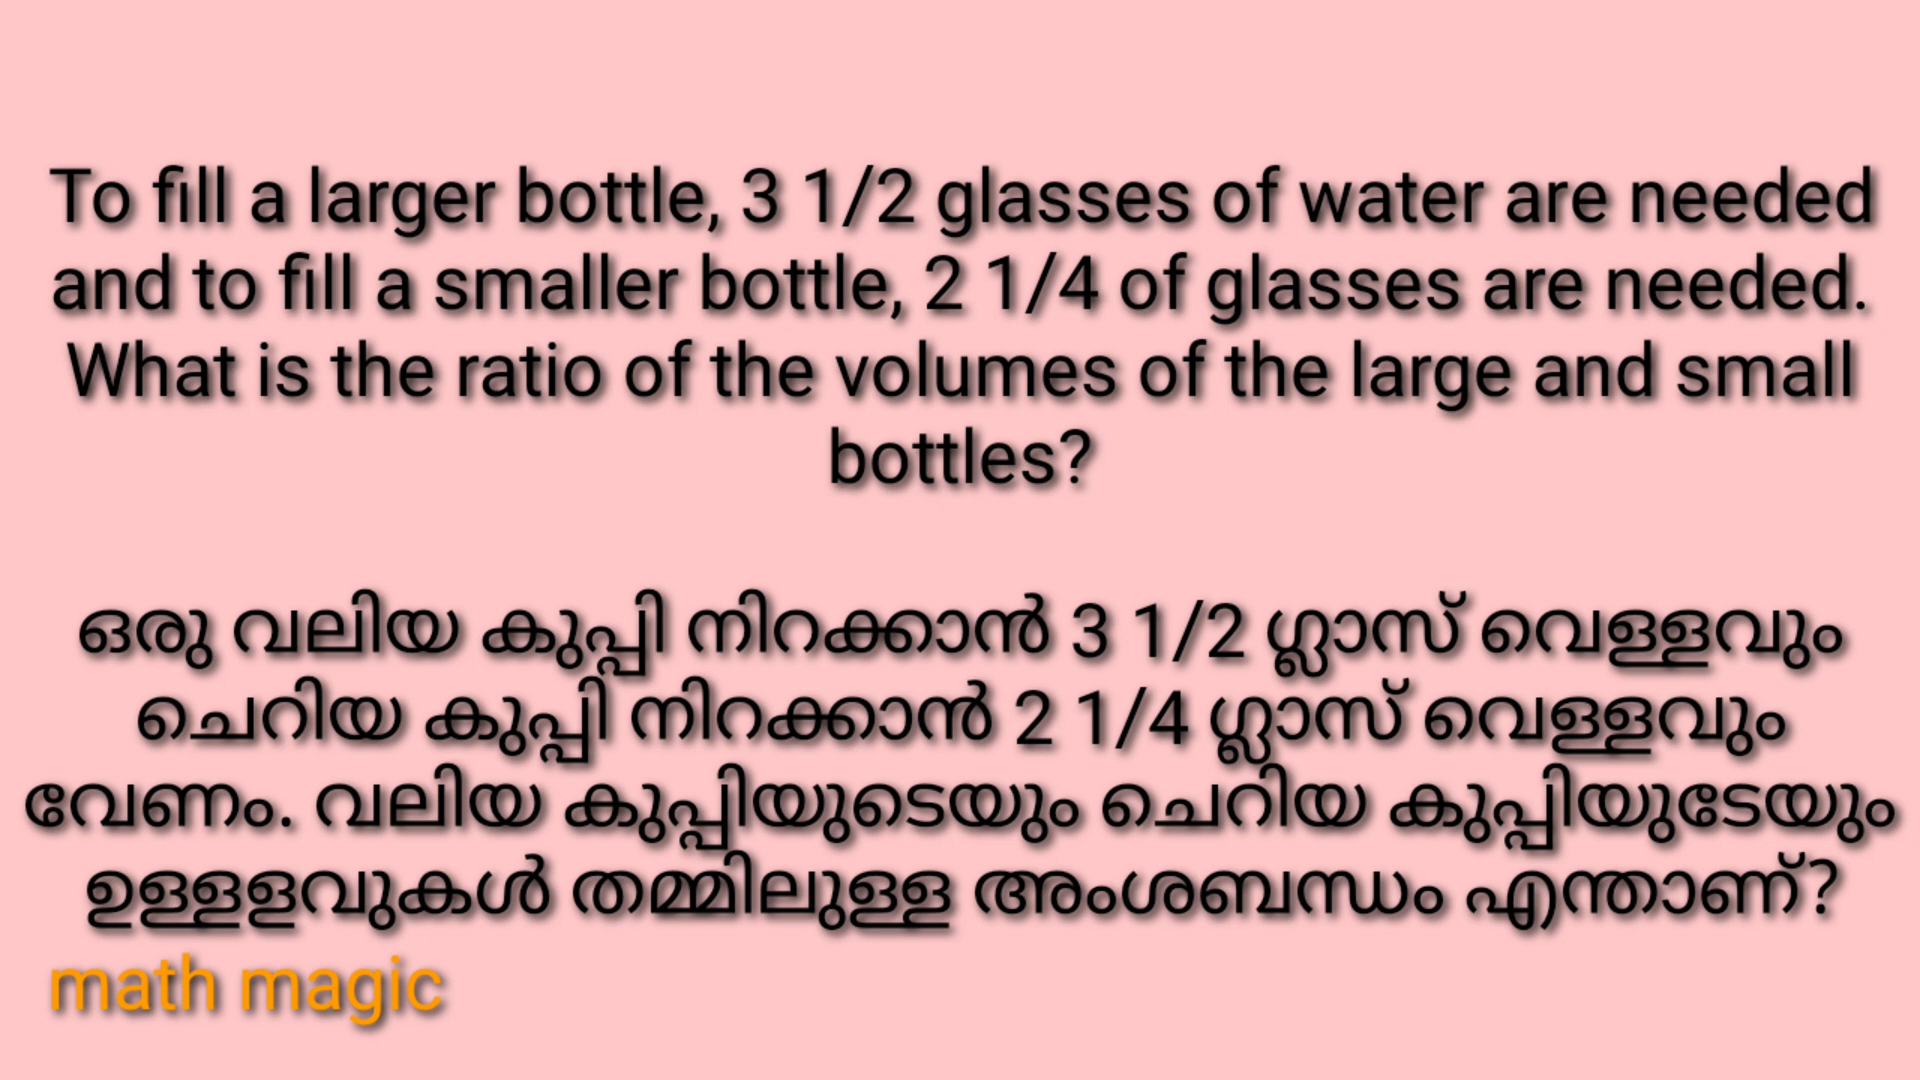 To fill a larger bottle, 3 1/2 glasses of water are needed
and to fill a smaller bottle, 2 1/4 of glasses are needed.
What is the ratio of the volumes of the large and small
bottles?
ഒരു വലിയ കുപ്പി നിറക്കാൻ 3 1/2 ഗ്ലാസ് വെള്ളവും
ചെറിയ കുപ്പി നിറക്കാൻ 2 1/4 ഗ്ലാസ് വെള്ളവും
വേണം. വലിയ കുപ്പിയുടെയും ചെറിയ കുപ്പിയുടേയും
ഉള്ളളവുകൾ തമ്മിലുള്ള അംശബന്ധം എന്താണ്?
math magic